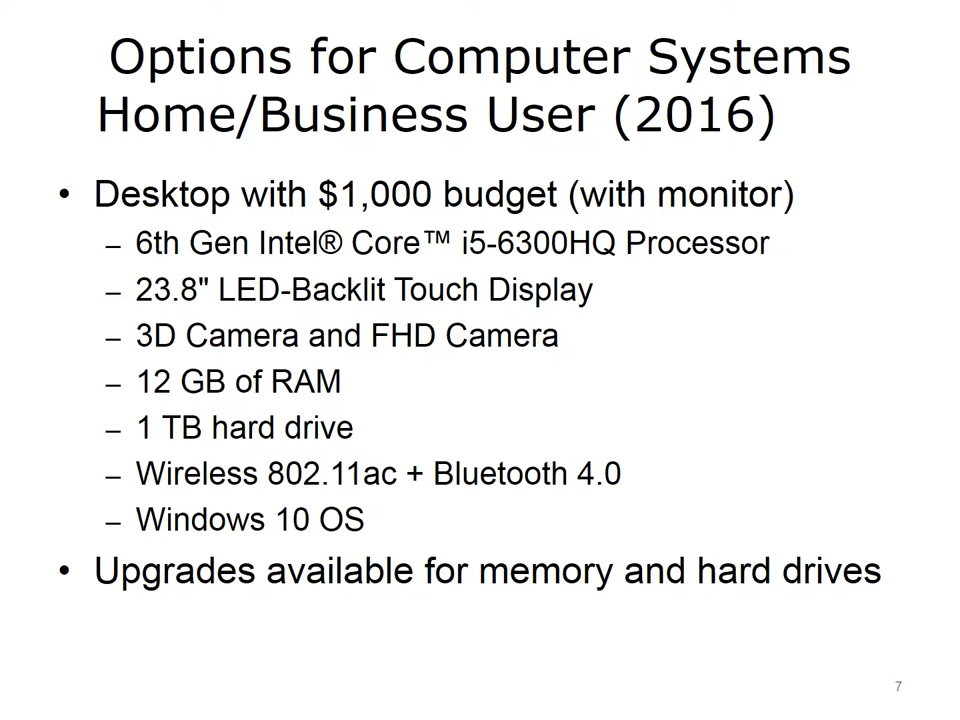 Options for Computer Systems
Home/Business User (2016)
• Desktop with $1,000 budget (with monitor)
– 6th Gen Intel® Core™ i5-6300HQ Processor
– 23.8" LED-Backlit Touch Display
– 3D Camera and FHD Camera
– 12 GB of RAM
– 1 TB hard drive
– Wireless 802.11ac + Bluetooth 4.0
– Windows 10 OS
• Upgrades available for memory and hard drives
7